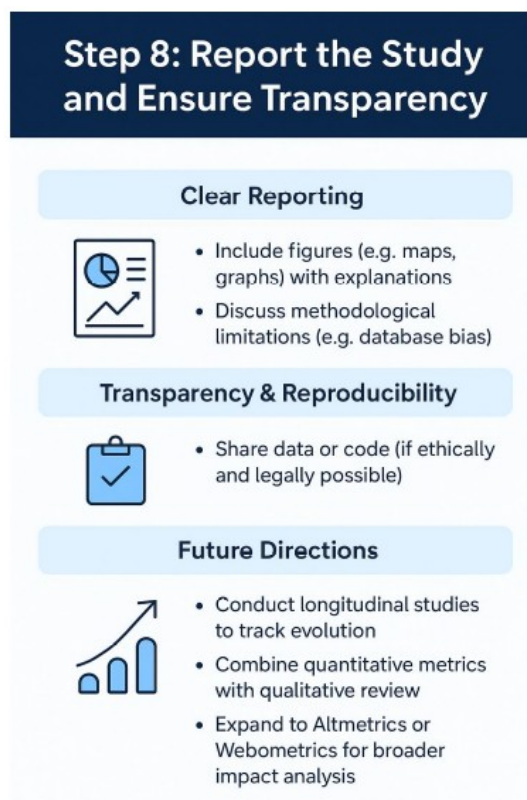 Step 8: Report the Study
and Ensure Transparency
Clear Reporting
• Include figures (e.g. maps,
graphs) with explanations
• Discuss methodological
limitations (e.g. database bias)
Transparency & Reproducibility
• Share data or code (if ethically
and legally possible)
Future Directions
• Conduct longitudinal studies
to track evolution
• Combine quantitative metrics
with qualitative review
• Expand to Altmetrics or
Webometrics for broader
impact analysis